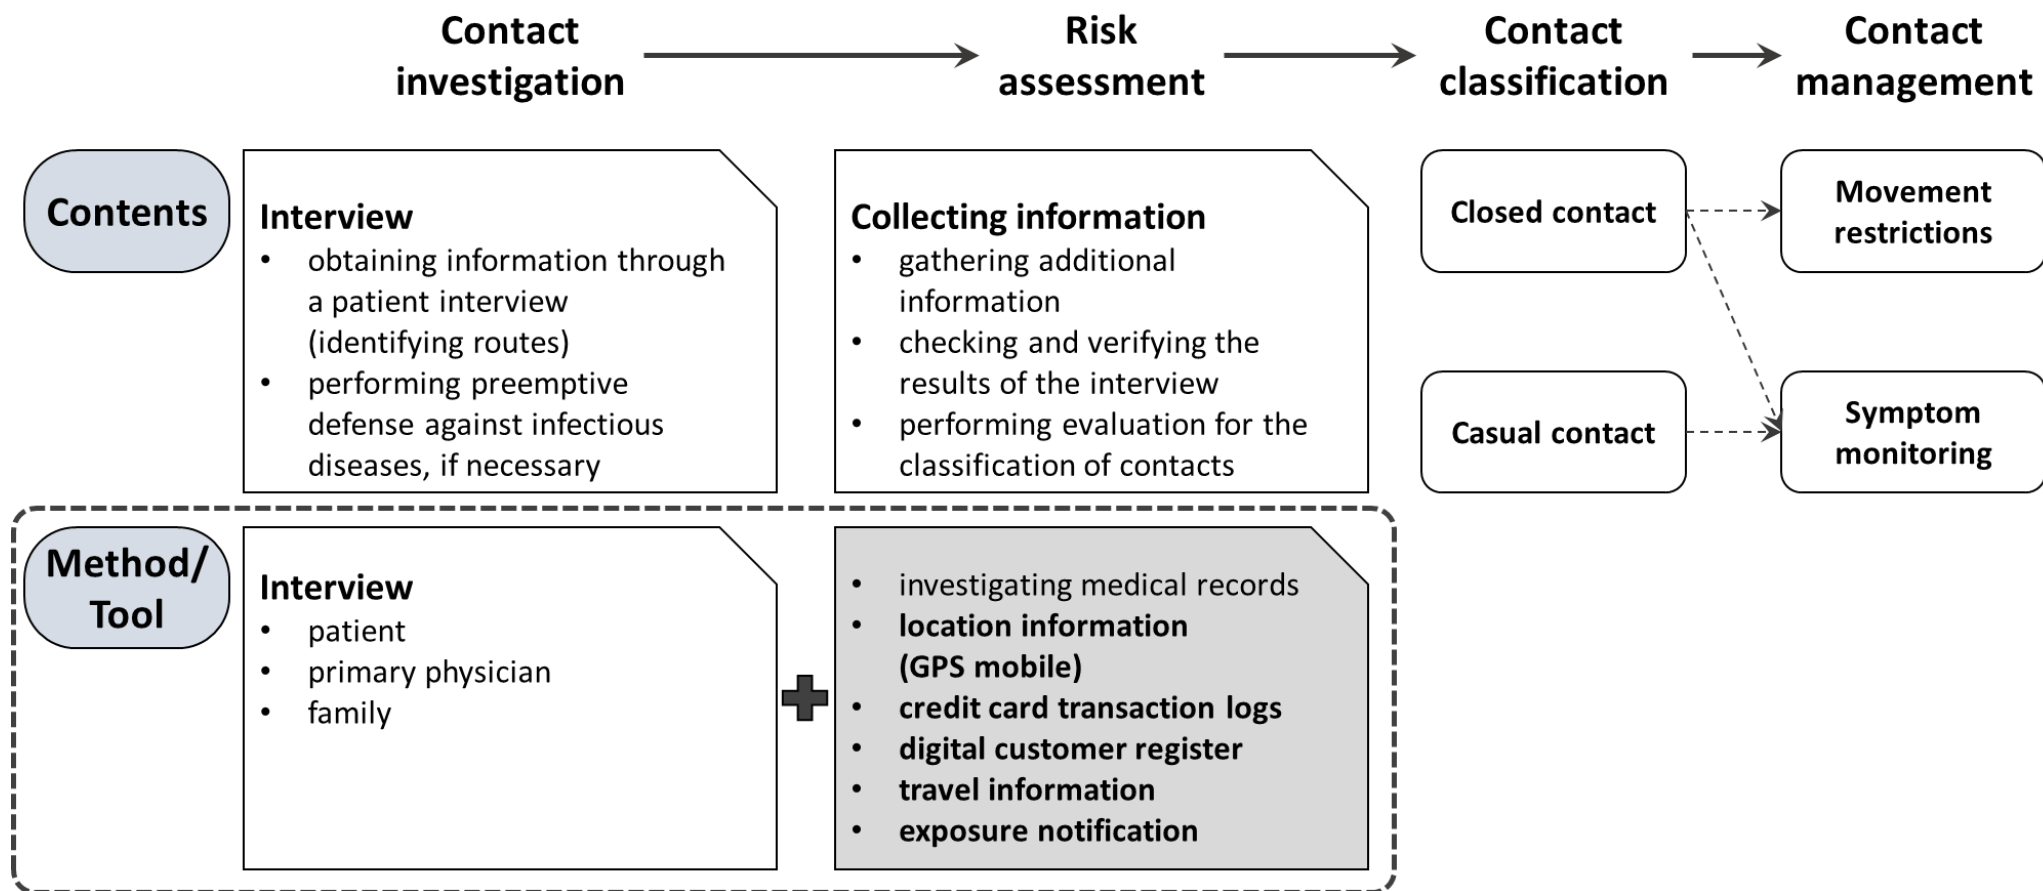 Contact
investigation
Risk
assessment
Contact
classification
Contact
management
Contents
Interview
• obtaining information through
a patient interview
(identifying routes)
• performing preemptive
defense against infectious
diseases, if necessary
Collecting information
• gathering additional
information
• checking and verifying the
results of the interview
• performing evaluation for the
classification of contacts
Closed contact
Casual contact
Movement
restrictions
Symptom
monitoring
Method/
Tool
Interview
• patient
• primary physician
• family
• investigating medical records
• location information
(GPS mobile)
• credit card transaction logs
• digital customer register
• travel information
• exposure notification